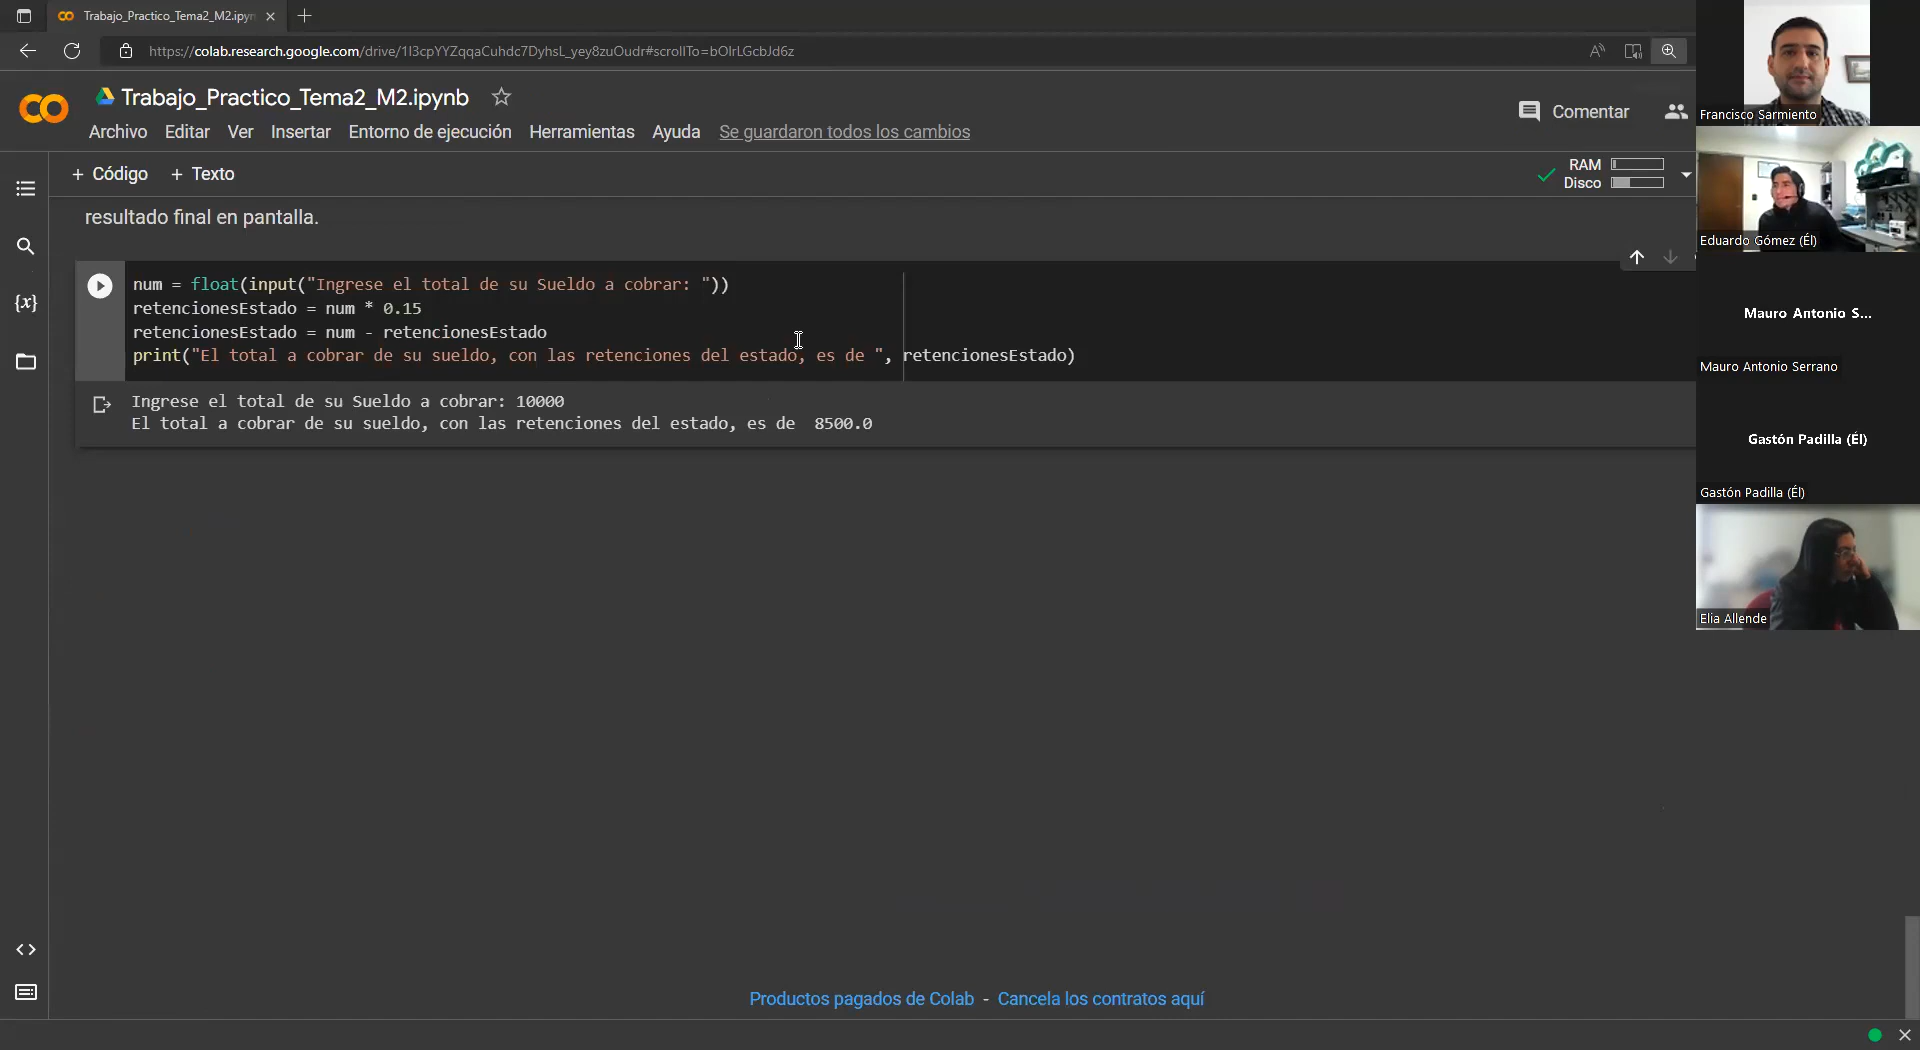 Trabajo_Practico_Tema2_M2.ipyn
https://colab.research.google.com/drive/1I3cpYYZqqaCuhdc7DyhsL_yey8zuOudr#scrollTo=bOIrLGcbJd6z
Trabajo_Practico_Tema2_M2.ipynb
Archivo Editar Ver Insertar Entorno de ejecución Herramientas Ayuda Se guardaron todos los cambios
Comentar
+ Código + Texto
RAM
Disco
resultado final en pantalla.
num = float(input("Ingrese el total de su Sueldo a cobrar: "))
retencionesEstado = num * 0.15
retencionesEstado = num - retencionesEstado
print("El total a cobrar de su sueldo, con las retenciones del estado, es de ", retencionesEstado)
Ingrese el total de su Sueldo a cobrar: 10000
El total a cobrar de su sueldo, con las retenciones del estado, es de  8500.0
Productos pagados de Colab - Cancela los contratos aquí
Francisco Sarmiento
Eduardo Gómez (Él)
Mauro Antonio S...
Mauro Antonio Serrano
Gastón Padilla (Él)
Gastón Padilla (Él)
Elia Allende